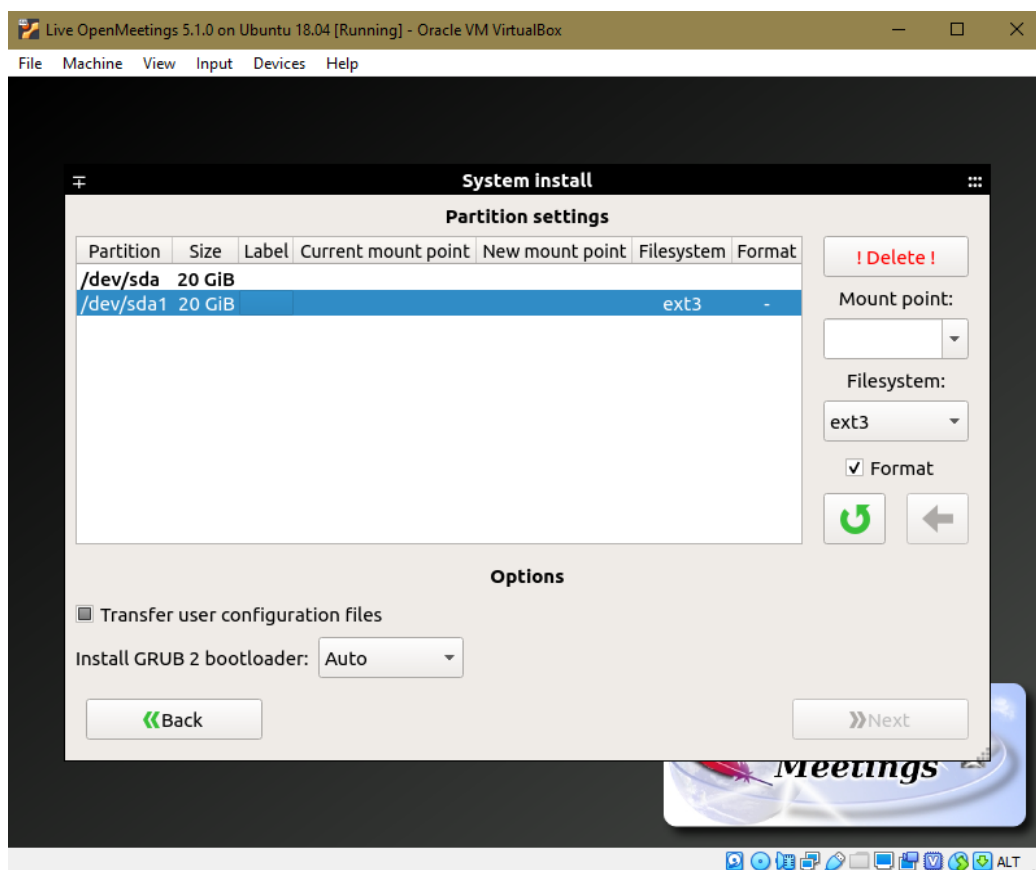 Live OpenMeetings 5.1.0 on Ubuntu 18.04 [Running] - Oracle VM VirtualBox
File Machine View Input Devices Help
System install
Partition settings
Partition Size Label Current mount point New mount point Filesystem Format
! Delete !
/dev/sda 20 GiB
/dev/sda1 20 GiB ext3 -
Mount point:
Filesystem:
ext3
Format
Options
Transfer user configuration files
Install GRUB 2 bootloader: Auto
Back
Next
Meetings
ALT